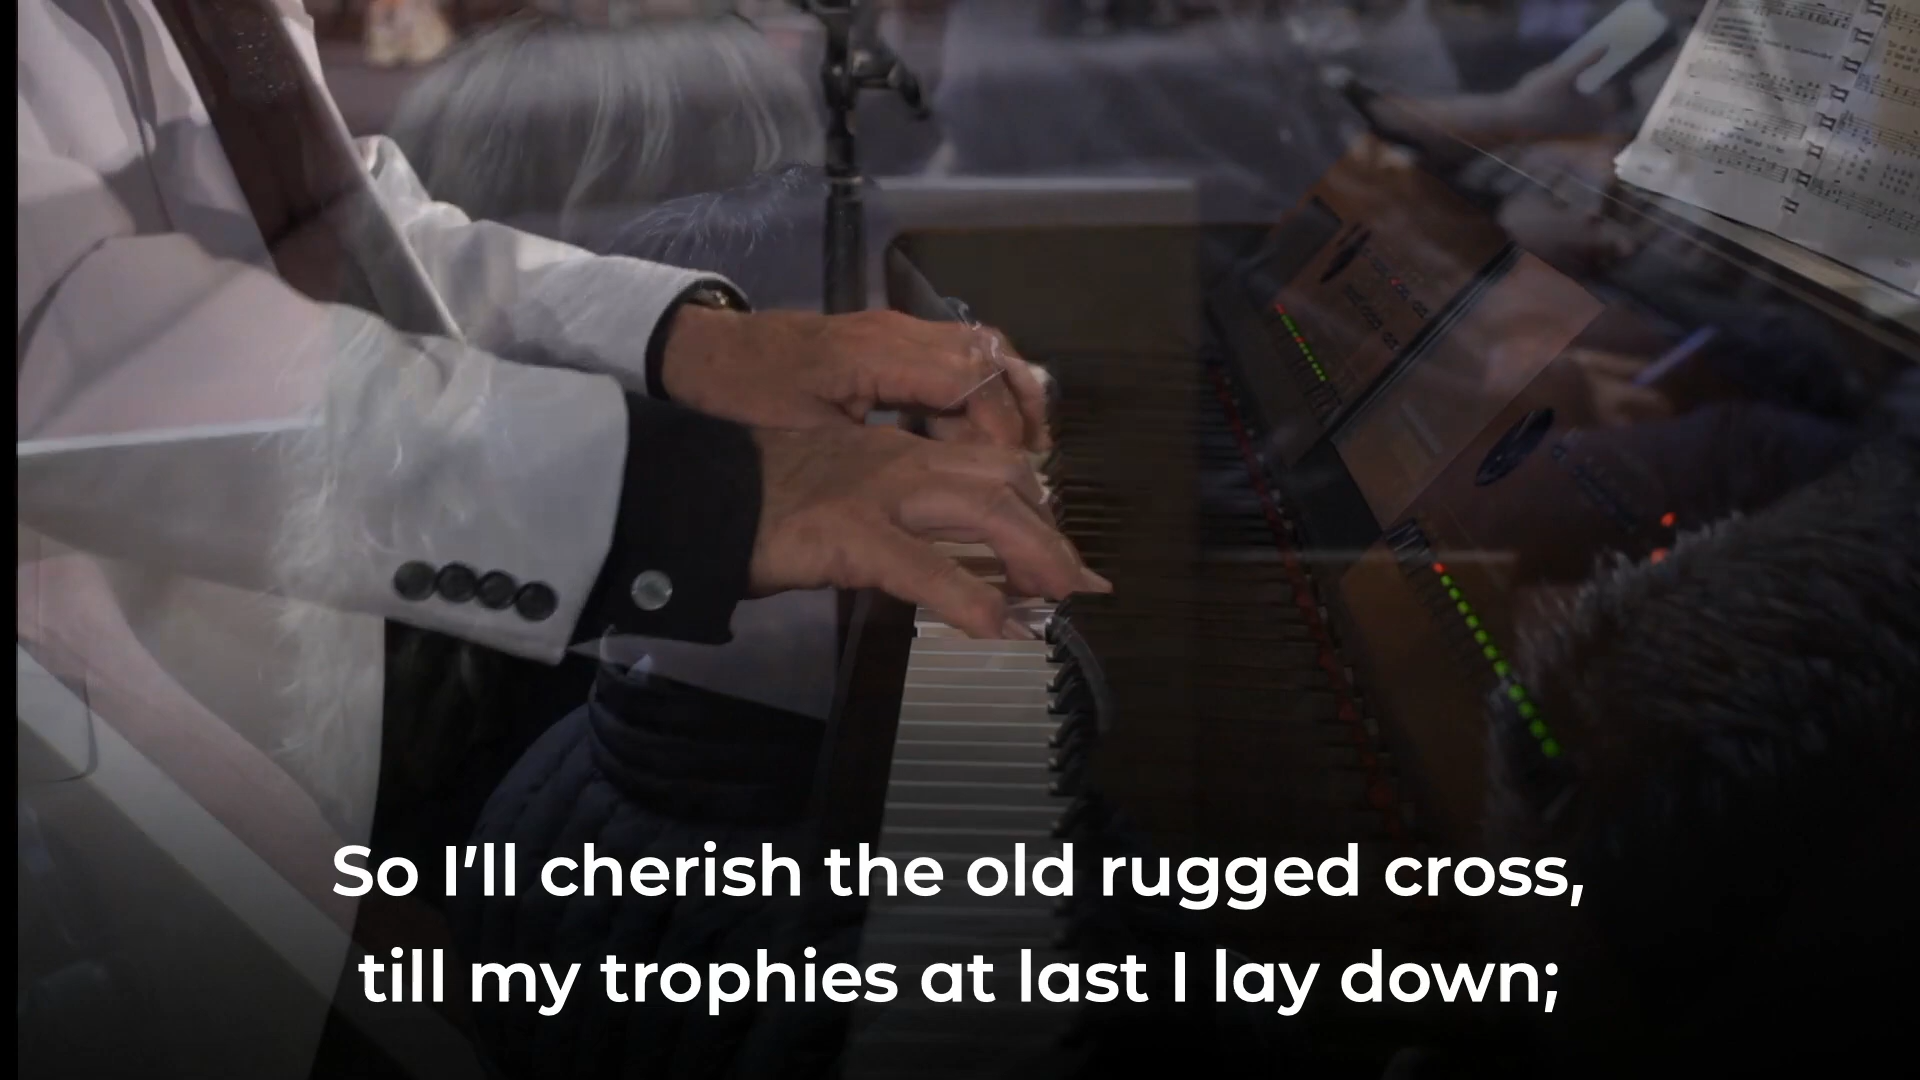 So I’ll cherish the old rugged cross,
till my trophies at last I lay down;